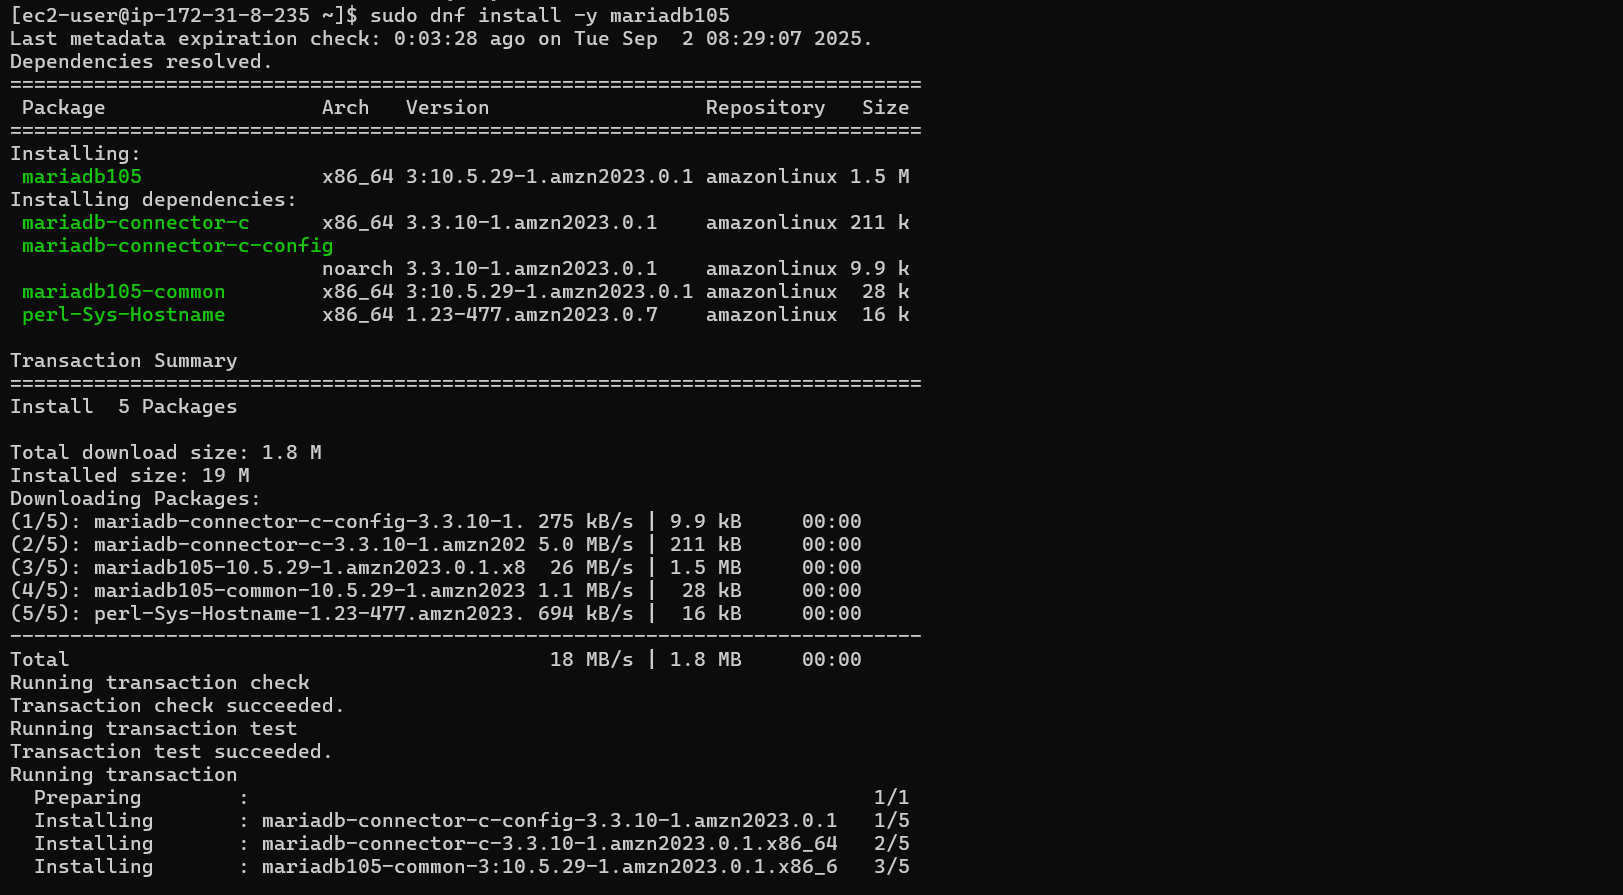 [ec2-user@ip-172-31-8-235 ~]$ sudo dnf install -y mariadb105
Last metadata expiration check: 0:03:28 ago on Tue Sep  2 08:29:07 2025.
Dependencies resolved.
============================================================================
 Package                  Arch   Version                  Repository   Size
============================================================================
Installing:
 mariadb105               x86_64 3:10.5.29-1.amzn2023.0.1 amazonlinux 1.5 M
Installing dependencies:
 mariadb-connector-c      x86_64 3.3.10-1.amzn2023.0.1    amazonlinux 211 k
 mariadb-connector-c-config
                          noarch 3.3.10-1.amzn2023.0.1    amazonlinux 9.9 k
 mariadb105-common        x86_64 3:10.5.29-1.amzn2023.0.1 amazonlinux  28 k
 perl-Sys-Hostname        x86_64 1.23-477.amzn2023.0.7    amazonlinux  16 k

Transaction Summary
============================================================================
Install  5 Packages

Total download size: 1.8 M
Installed size: 19 M
Downloading Packages:
(1/5): mariadb-connector-c-config-3.3.10-1. 275 kB/s | 9.9 kB     00:00
(2/5): mariadb-connector-c-3.3.10-1.amzn202 5.0 MB/s | 211 kB     00:00
(3/5): mariadb105-10.5.29-1.amzn2023.0.1.x8  26 MB/s | 1.5 MB     00:00
(4/5): mariadb105-common-10.5.29-1.amzn2023 1.1 MB/s |  28 kB     00:00
(5/5): perl-Sys-Hostname-1.23-477.amzn2023. 694 kB/s |  16 kB     00:00
----------------------------------------------------------------------------
Total                                        18 MB/s | 1.8 MB     00:00
Running transaction check
Transaction check succeeded.
Running transaction test
Transaction test succeeded.
Running transaction
  Preparing        :                                                    1/1
  Installing       : mariadb-connector-c-config-3.3.10-1.amzn2023.0.1   1/5
  Installing       : mariadb-connector-c-3.3.10-1.amzn2023.0.1.x86_64   2/5
  Installing       : mariadb105-common-3:10.5.29-1.amzn2023.0.1.x86_6   3/5